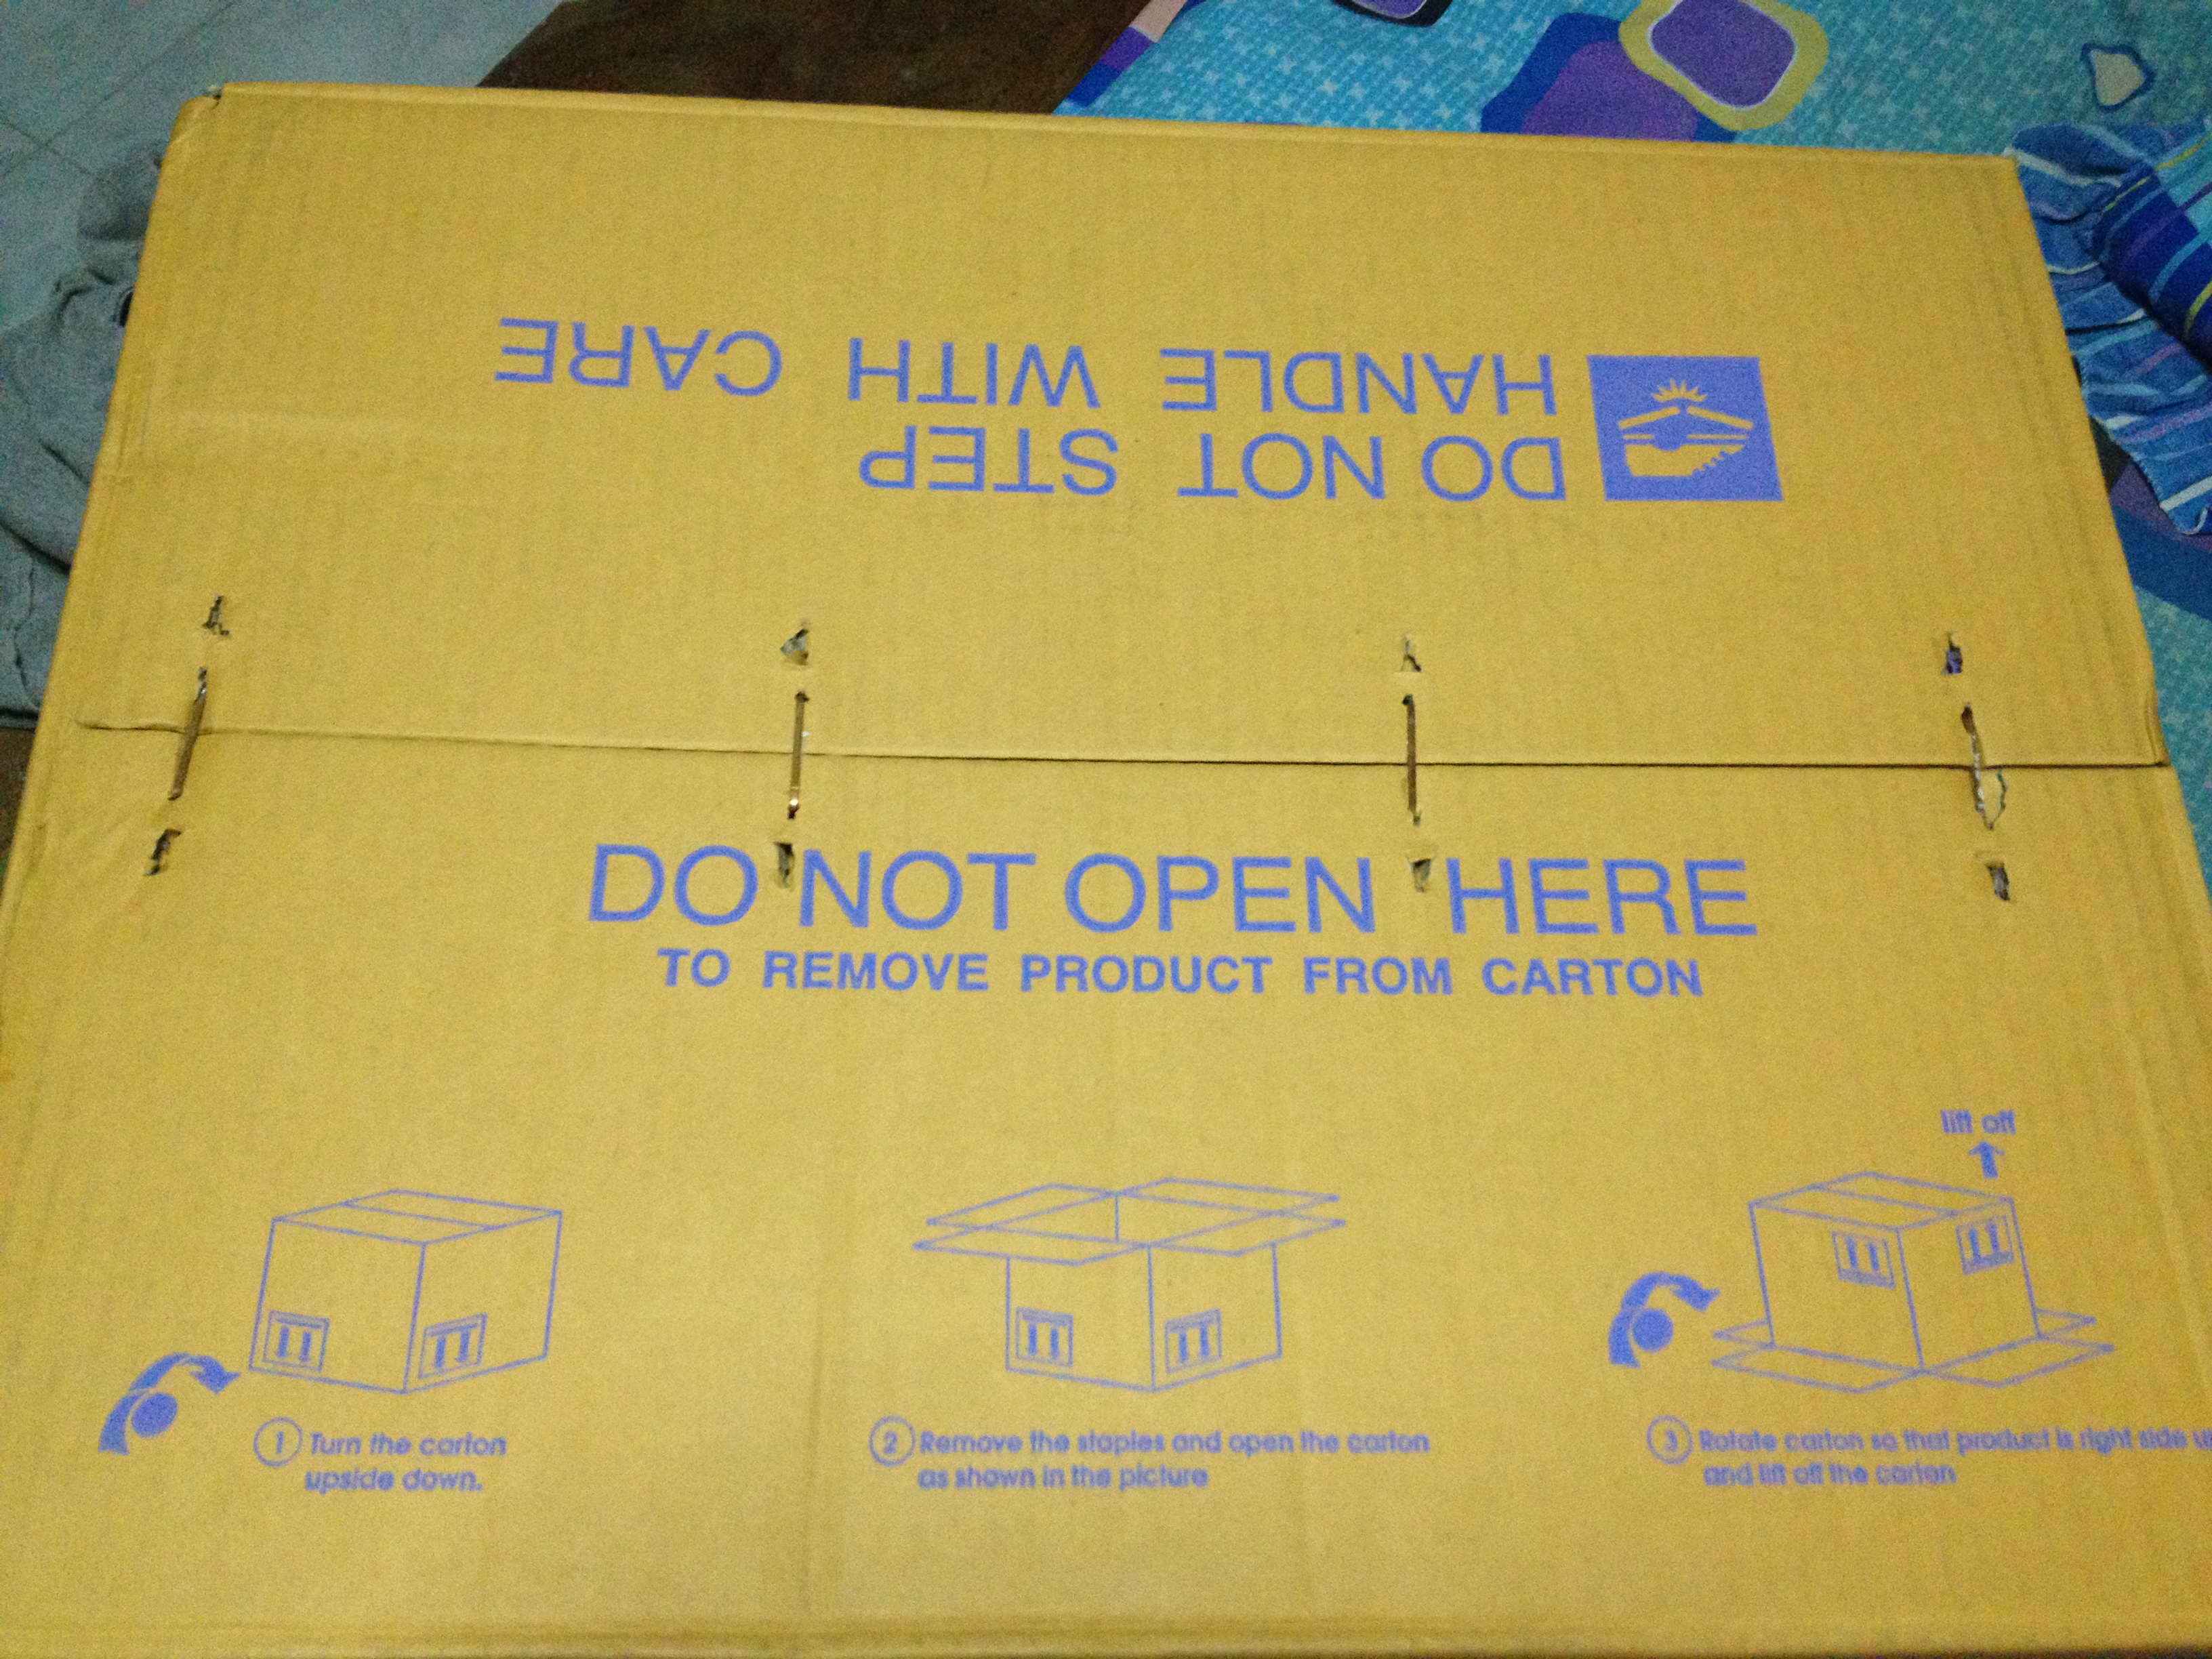 DO NOT STEP
HANDLE WITH CARE
DO NOT OPEN HERE
TO REMOVE PRODUCT FROM CARTON
lift off
1 Turn the carton
upside down.
2 Remove the staples and open the carton
as shown in the picture
3 Rotate carton so that product is right side
and lift off the carton